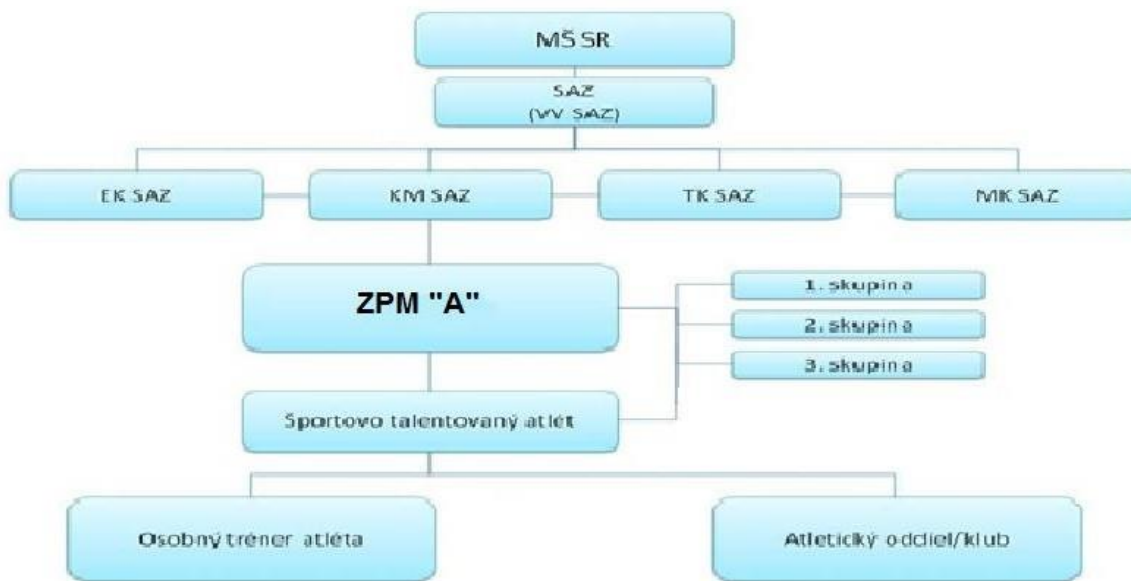 MŠ SR
SAZ
(VV SAZ)
EK SAZ
KM SAZ
TK SAZ
MK SAZ
ZPM "A"
1. skupina
2. skupina
3. skupina
Športovo talentovaný atlét
Osobný tréner atléta
Atletický oddiel/klub